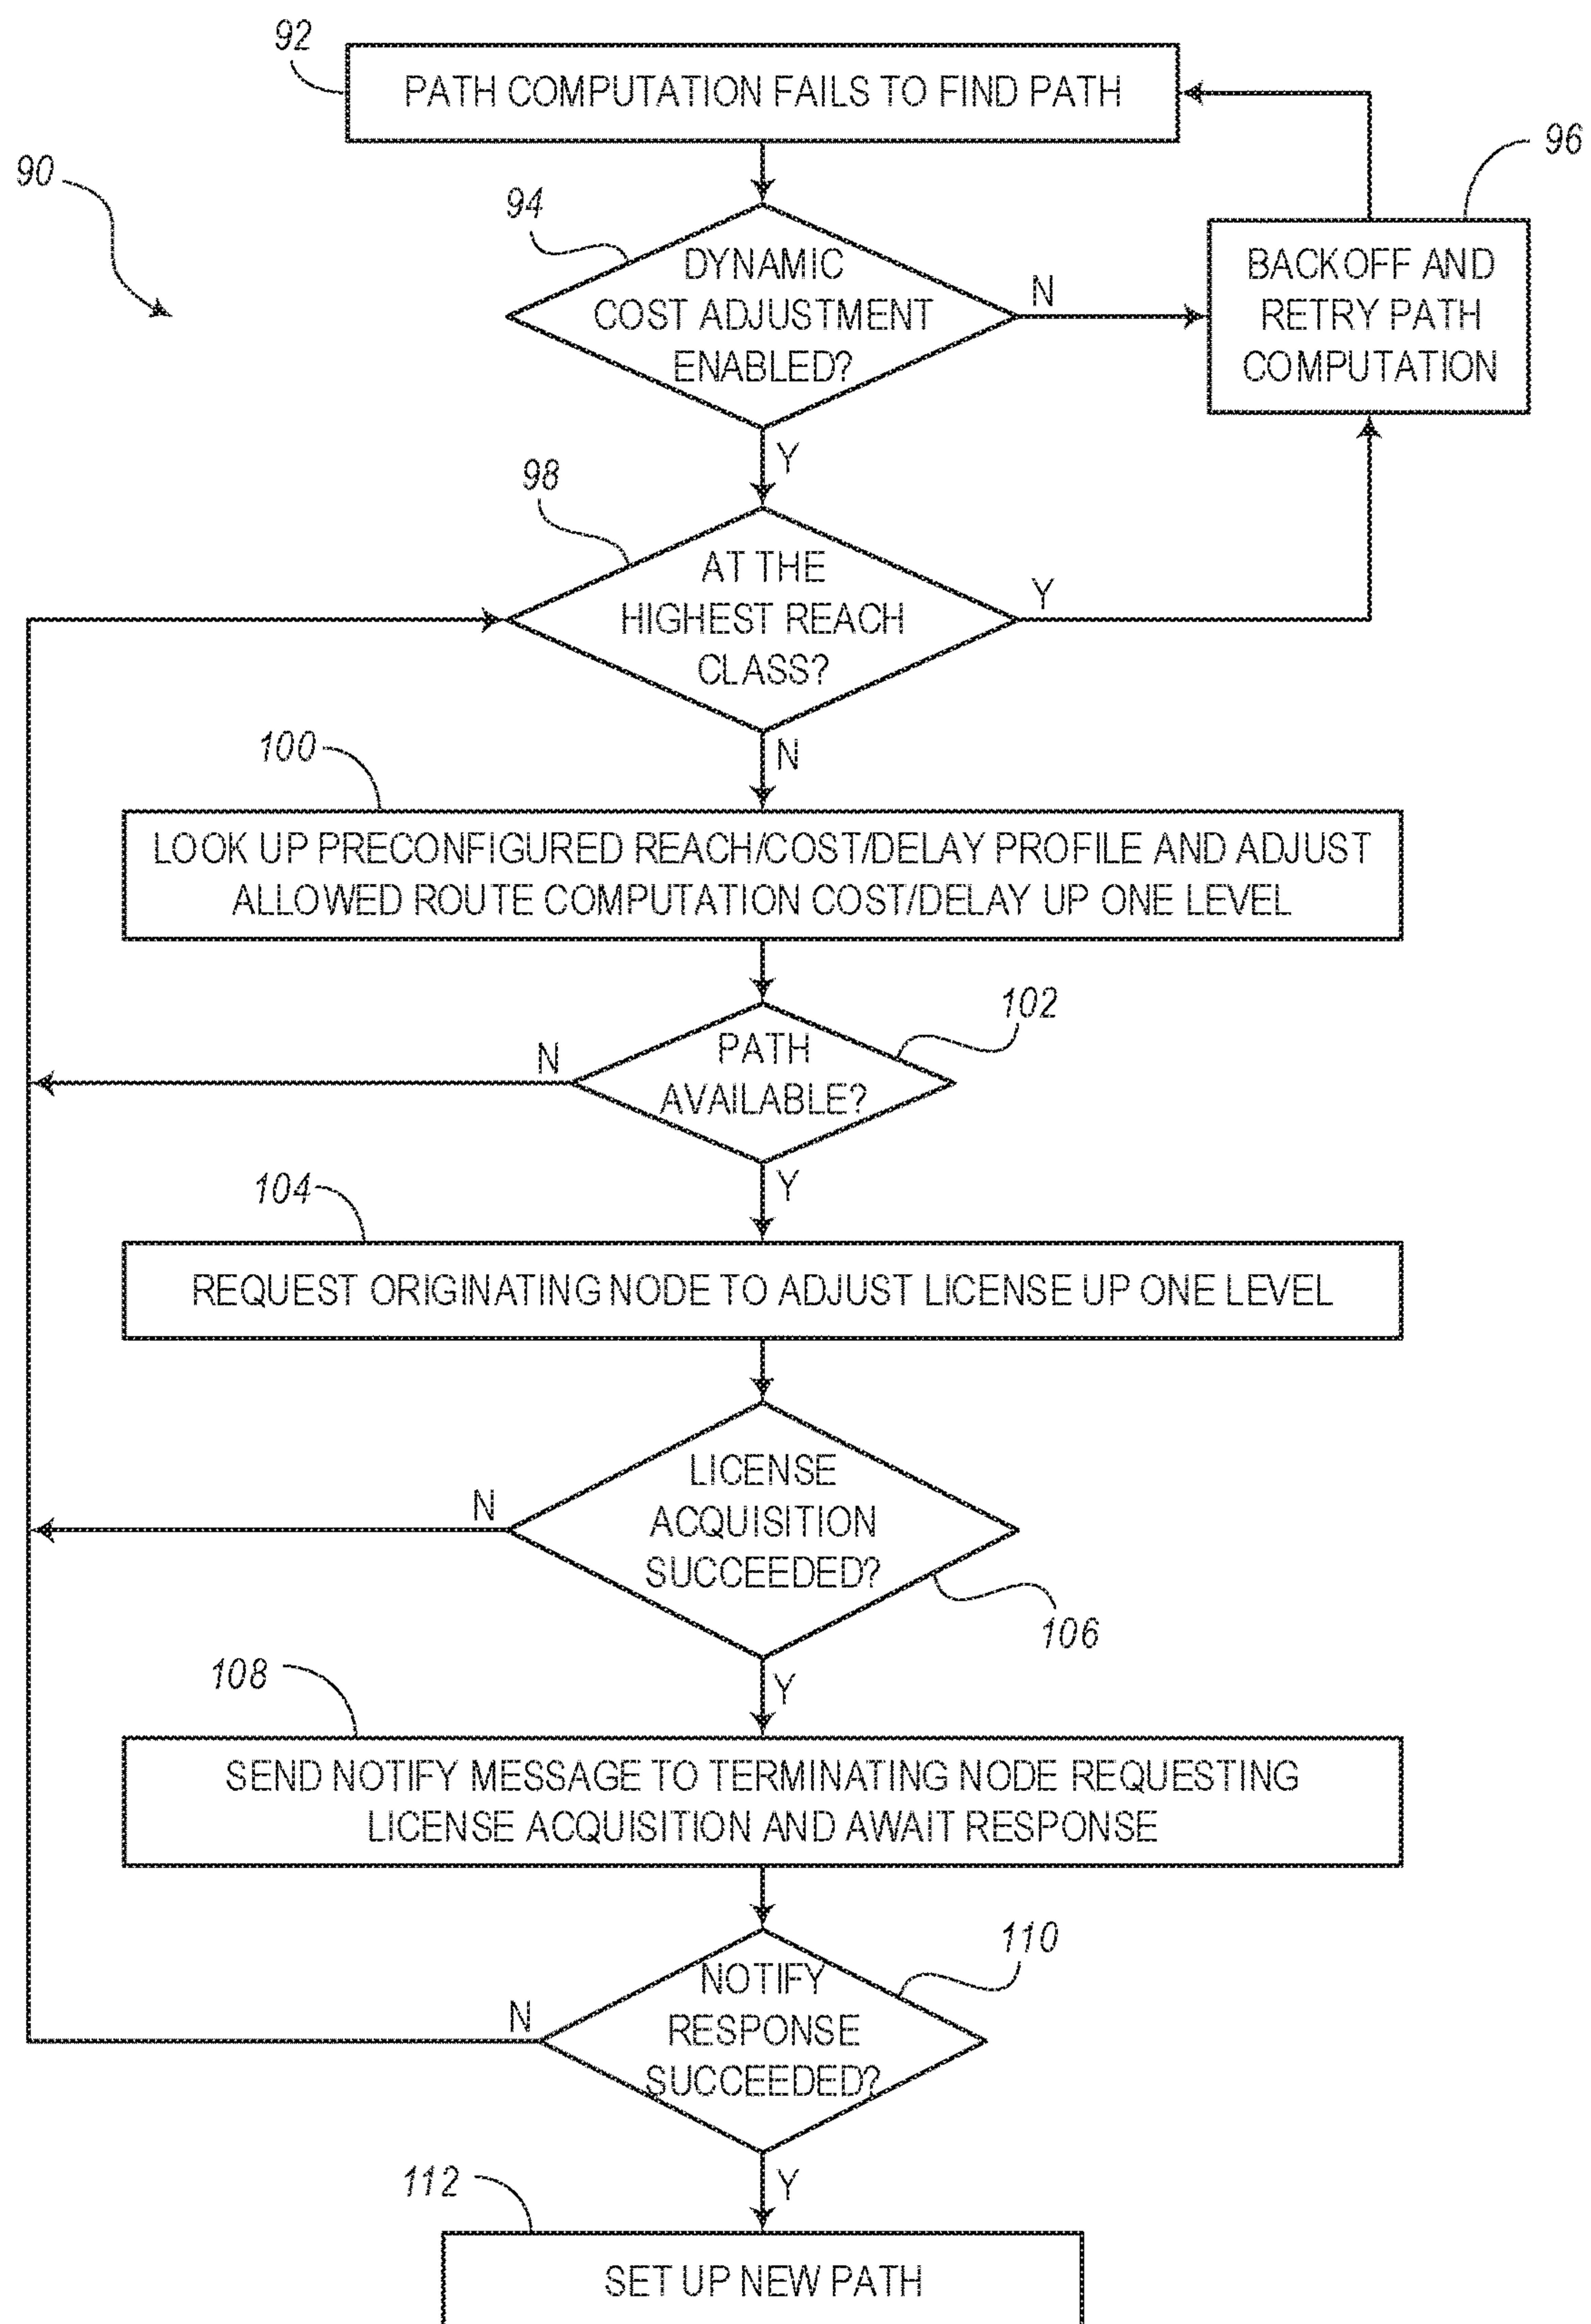 92
PATH COMPUTATION FAILS TO FIND PATH
96
90
94
DYNAMIC
COST ADJUSTMENT
ENABLED?
N
BACKOFF AND
RETRY PATH
COMPUTATION
Y
98
AT THE
HIGHEST REACH
CLASS?
Y
N
100
LOOK UP PRECONFIGURED REACH/COST/DELAY PROFILE AND ADJUST
ALLOWED ROUTE COMPUTATION COST/DELAY UP ONE LEVEL
102
PATH
AVAILABLE?
N
Y
104
REQUEST ORIGINATING NODE TO ADJUST LICENSE UP ONE LEVEL
LICENSE
ACQUISITION
SUCCEEDED?
N
106
Y
108
SEND NOTIFY MESSAGE TO TERMINATING NODE REQUESTING
LICENSE ACQUISITION AND AWAIT RESPONSE
110
NOTIFY
RESPONSE
SUCCEEDED?
N
Y
112
SET UP NEW PATH